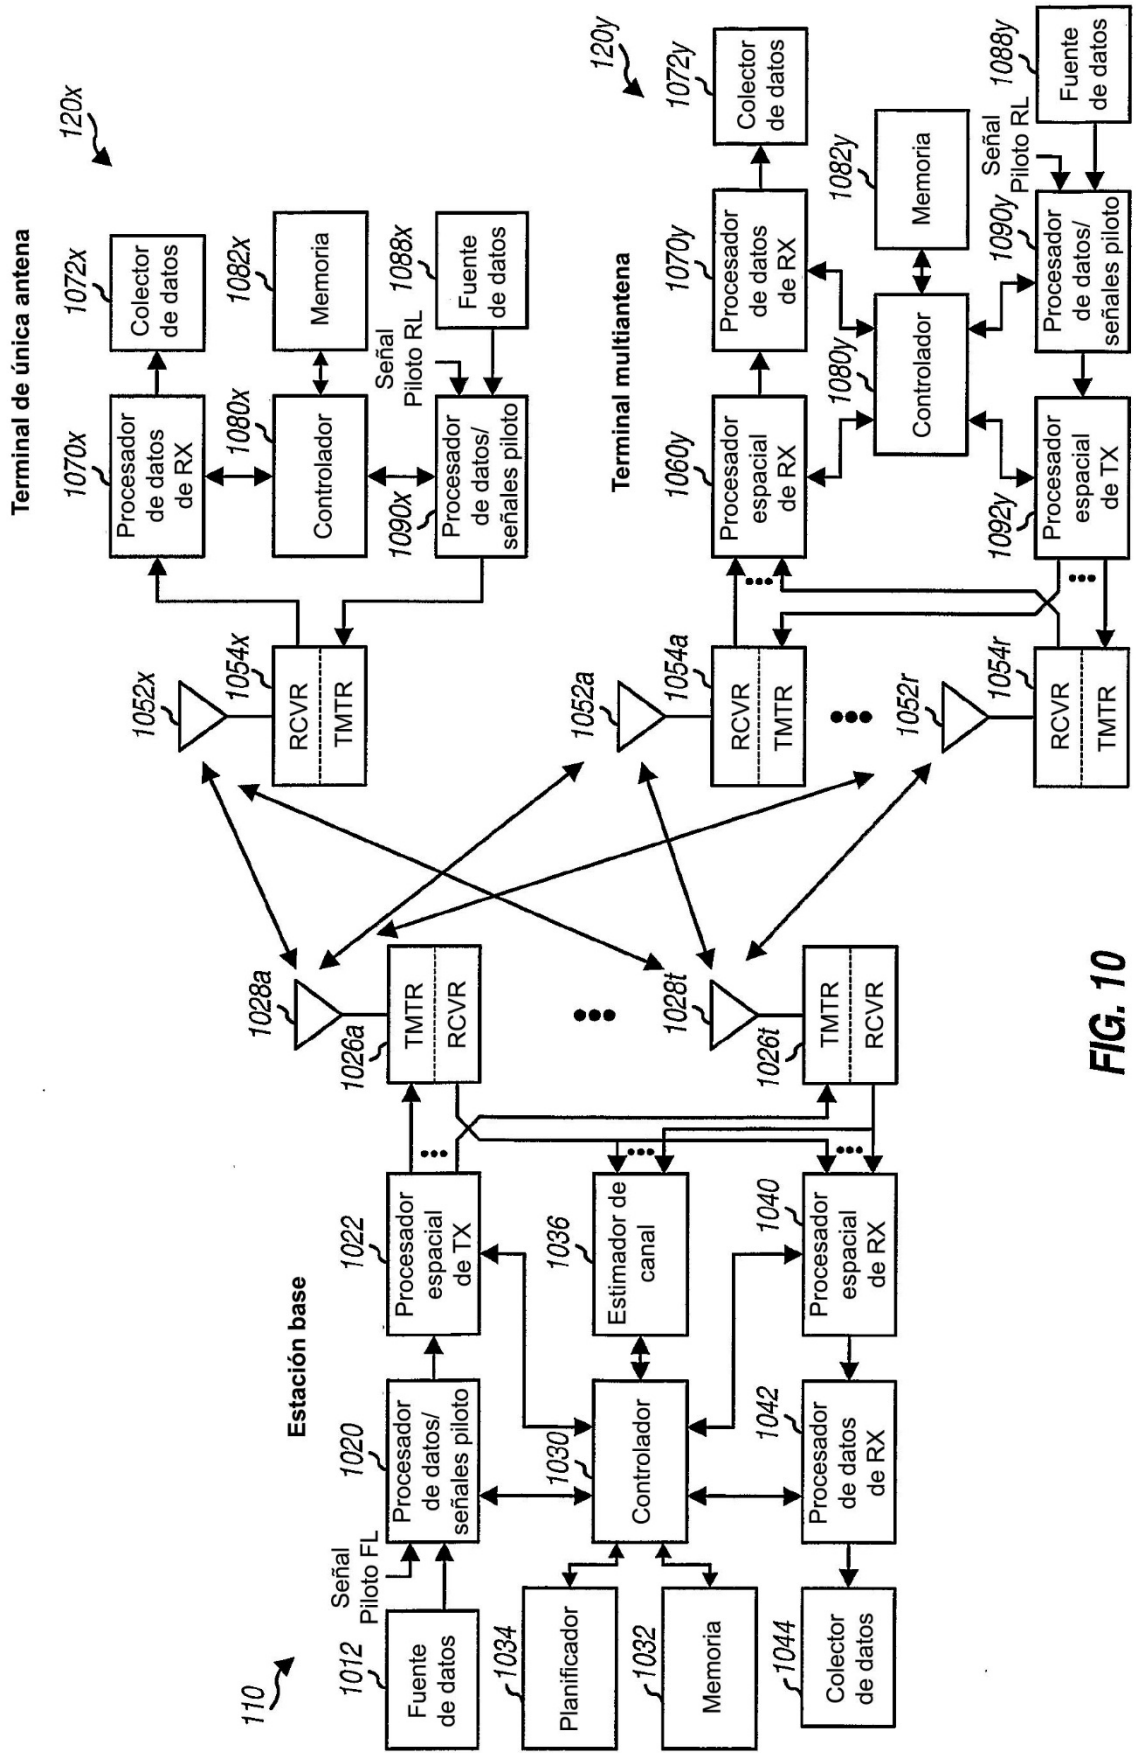 110
Estación base
1012
Fuente
de datos
Señal
Piloto FL
1020
Procesador
de datos/
señales piloto
1022
Procesador
espacial
de TX
1026a
TMTR
RCVR
1028a
1034
Planificador
1032
Memoria
1030
Controlador
1036
Estimador de
canal
1044
Colector
de datos
1042
Procesador
de datos
de RX
1040
Procesador
espacial
de RX
1026t
TMTR
RCVR
1028t
Terminal de única antena
120x
1052x
1054x
RCVR
TMTR
1070x
Procesador
de datos
de RX
1072x
Colector
de datos
1080x
Controlador
1082x
Memoria
Señal
Piloto RL
1088x
Fuente
de datos
1090x
Procesador
de datos/
señales piloto
Terminal multiantena
120y
1052a
1054a
RCVR
TMTR
1060y
Procesador
espacial
de RX
1070y
Procesador
de datos
de RX
1072y
Colector
de datos
1080y
Controlador
1082y
Memoria
1052r
1054r
RCVR
TMTR
1092y
Procesador
espacial
de TX
1090y
Procesador
de datos/
señales piloto
Señal
Piloto RL
1088y
Fuente
de datos
FIG. 10